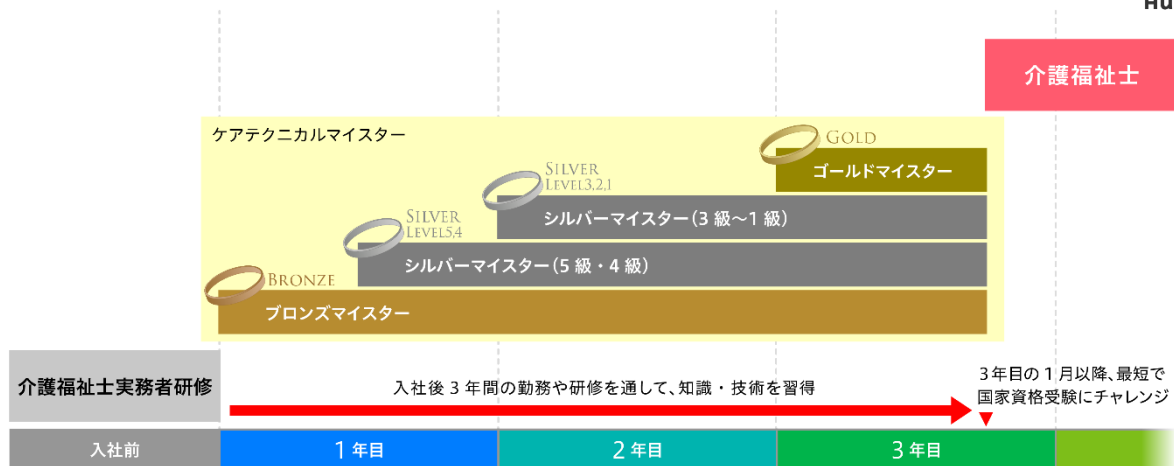 Hu
介護福祉士
ケアテクニカルマイスター
GOLD
ゴールドマイスター
SILVER
LEVEL3,2,1
シルバーマイスター（3級～1級）
SILVER
LEVEL5,4
シルバーマイスター（5級・4級）
BRONZE
ブロンズマイスター
介護福祉士実務者研修
入社後3年間の勤務や研修を通して、知識・技術を習得
3年目の1月以降、最短で
国家資格受験にチャレンジ
入社前
1年目
2年目
3年目